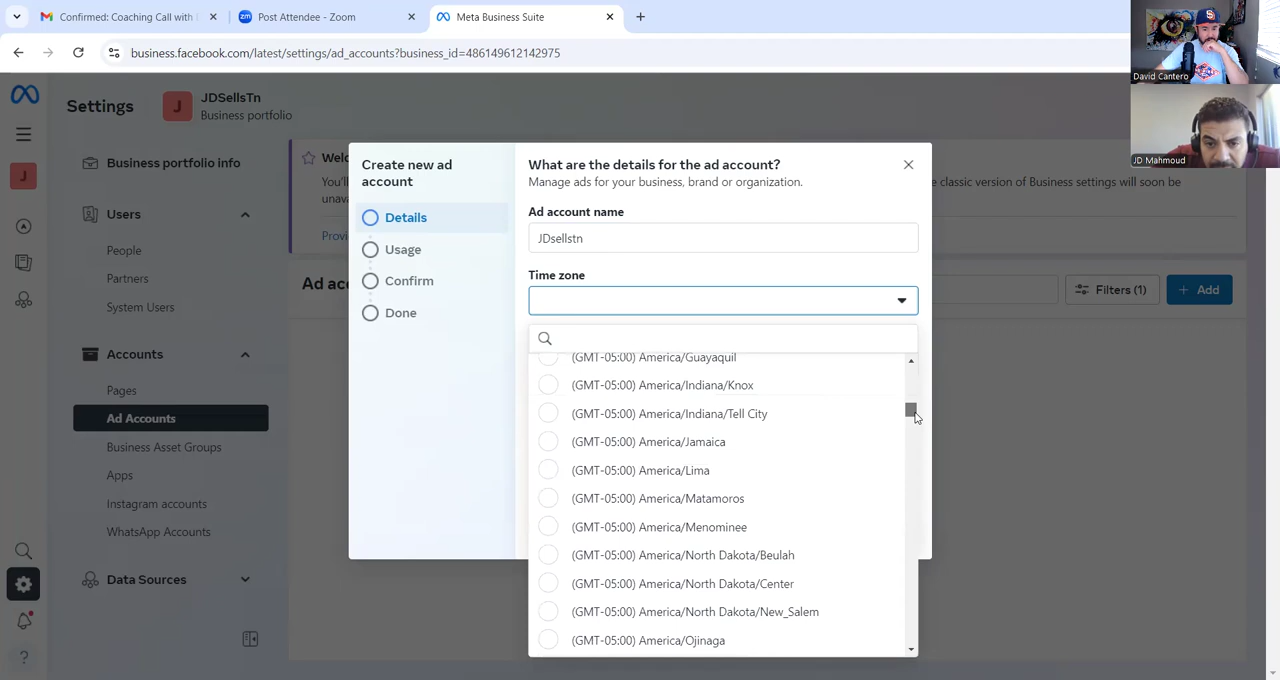 Confirmed: Coaching Call with
Post Attendee - Zoom
Meta Business Suite
business.facebook.com/latest/settings/ad_accounts?business_id=486149612142975
David Cantero
JD Mahmoud
Settings
J
JDSellsTn
Business portfolio
J
Business portfolio info
Users
People
Partners
System Users
Accounts
Pages
Ad Accounts
Business Asset Groups
Apps
Instagram accounts
WhatsApp Accounts
Data Sources
Welc
You'll
unava
Provi
e classic version of Business settings will soon be
Ad acc
Filters (1)
+ Add
Create new ad
account
Details
Usage
Confirm
Done
What are the details for the ad account?
Manage ads for your business, brand or organization.
Ad account name
JDsellstn
Time zone
(GMT-05:00) America/Guayaquil
(GMT-05:00) America/Indiana/Knox
(GMT-05:00) America/Indiana/Tell City
(GMT-05:00) America/Jamaica
(GMT-05:00) America/Lima
(GMT-05:00) America/Matamoros
(GMT-05:00) America/Menominee
(GMT-05:00) America/North Dakota/Beulah
(GMT-05:00) America/North Dakota/Center
(GMT-05:00) America/North Dakota/New_Salem
(GMT-05:00) America/Ojinaga